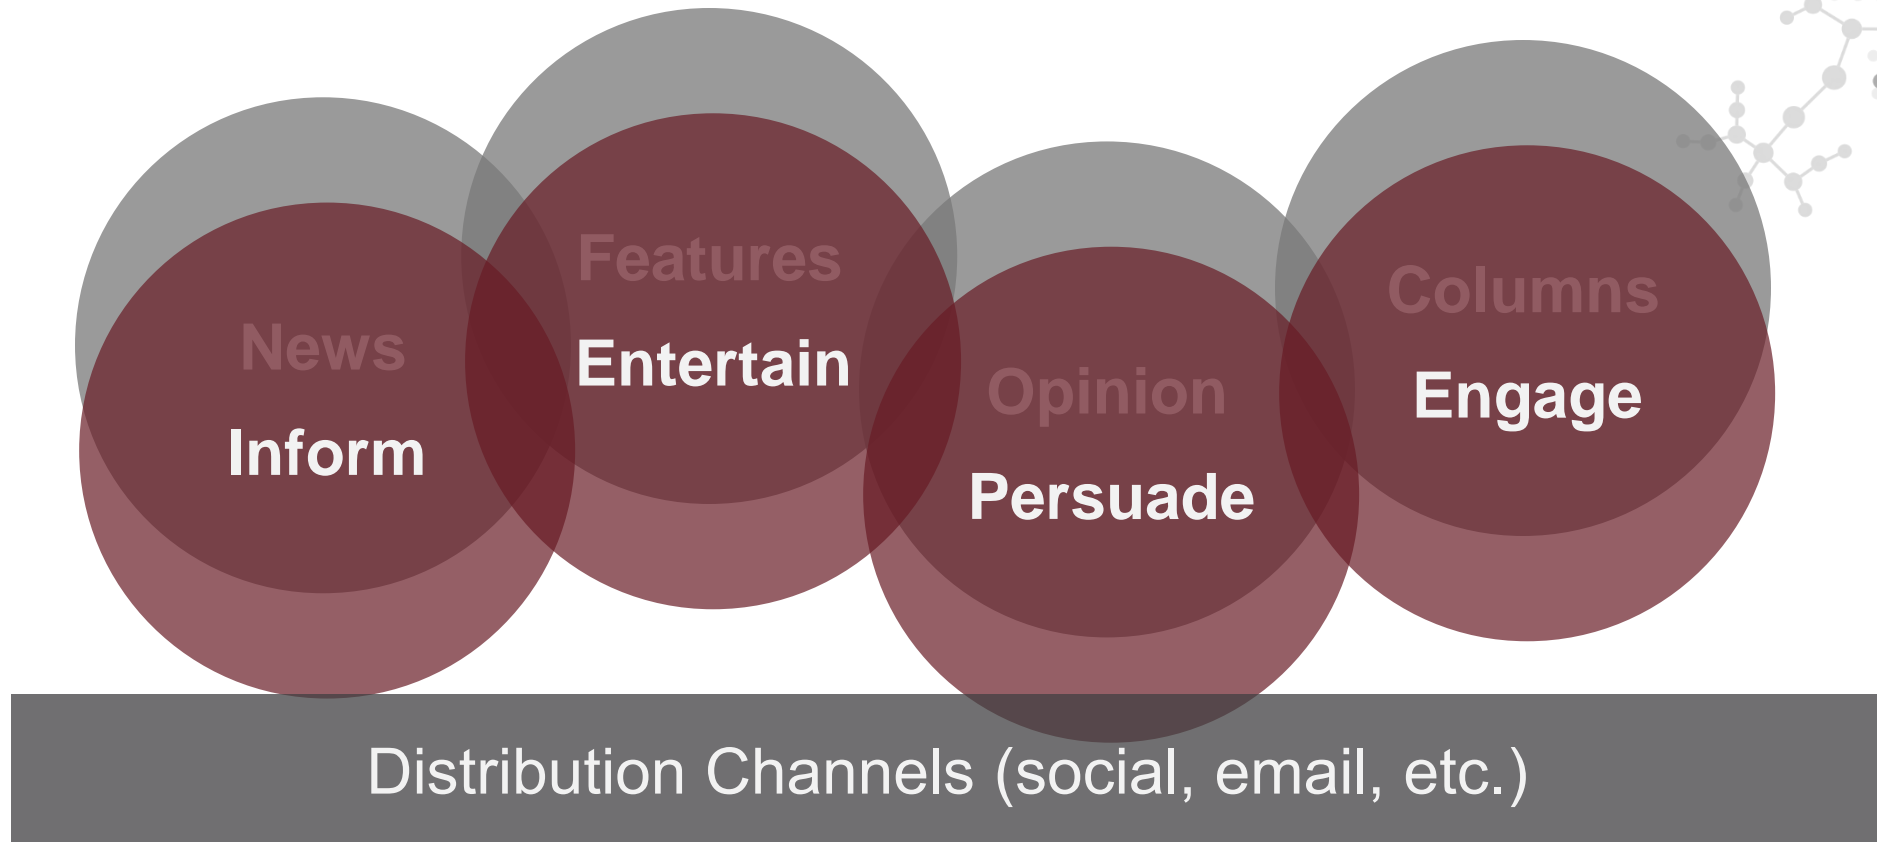 News
Inform
Features
Entertain
Opinion
Persuade
Columns
Engage
Distribution Channels (social, email, etc.)